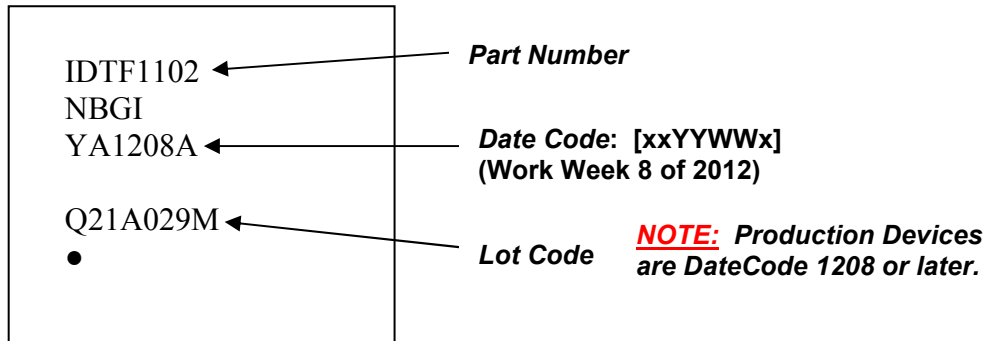 IDTF1102
NBGI
YA1208A
Q21A029M
●
Part Number
Date Code: [xxYYWWx]
(Work Week 8 of 2012)
Lot Code
NOTE: Production Devices
are DateCode 1208 or later.